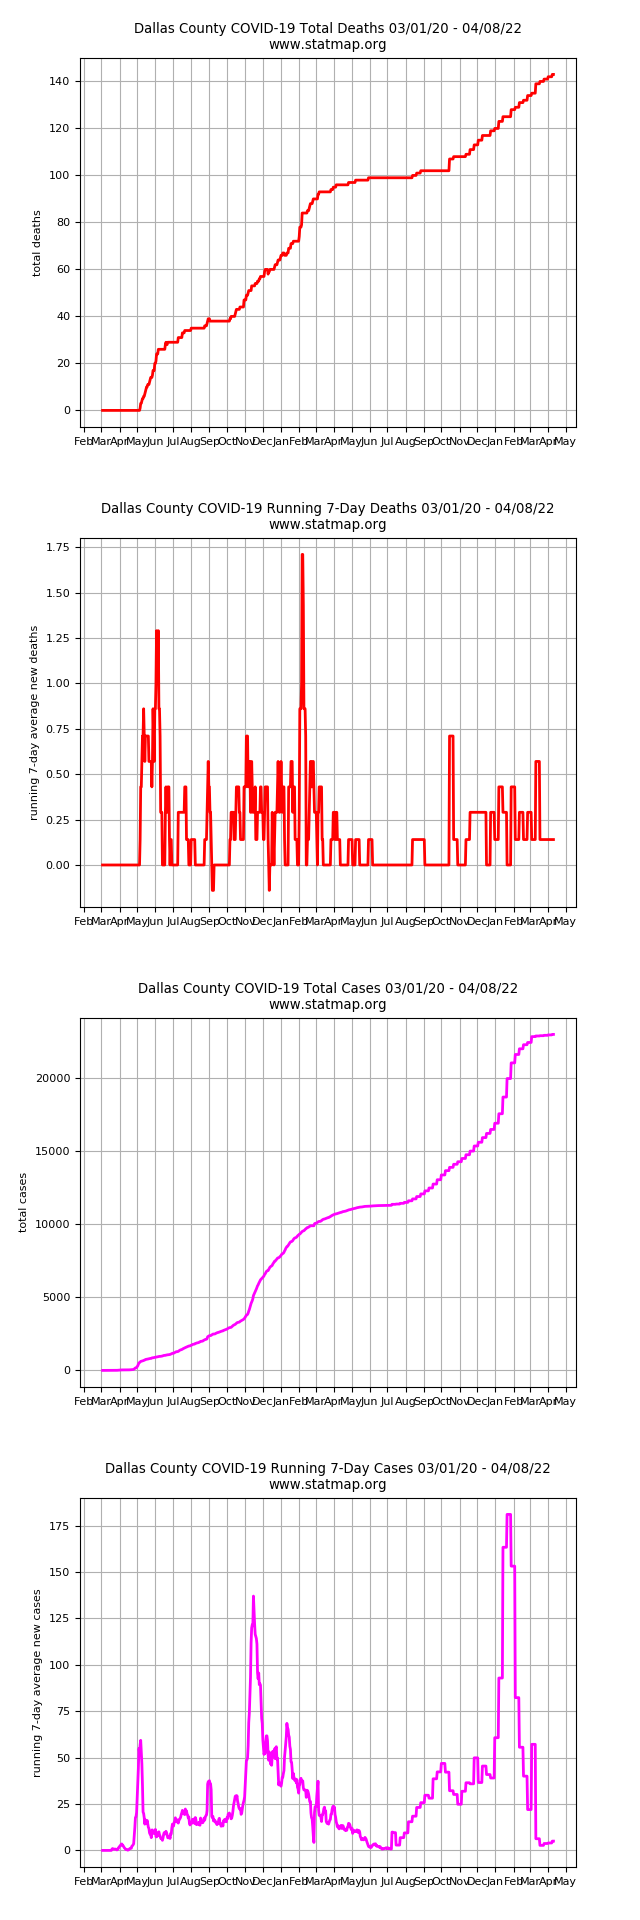 Dallas County COVID-19 Total Deaths 03/01/20 - 04/08/22
www.statmap.org
total deaths
140
120
100
80
60
40
20
0
Feb Mar Apr May Jun Jul Aug Sep Oct Nov Dec Jan Feb Mar Apr May Jun Jul Aug Sep Oct Nov Dec Jan Feb Mar Apr May
Dallas County COVID-19 Running 7-Day Deaths 03/01/20 - 04/08/22
www.statmap.org
running 7-day average new deaths
1.75
1.50
1.25
1.00
0.75
0.50
0.25
0.00
Feb Mar Apr May Jun Jul Aug Sep Oct Nov Dec Jan Feb Mar Apr May Jun Jul Aug Sep Oct Nov Dec Jan Feb Mar Apr May
Dallas County COVID-19 Total Cases 03/01/20 - 04/08/22
www.statmap.org
total cases
20000
15000
10000
5000
0
Feb Mar Apr May Jun Jul Aug Sep Oct Nov Dec Jan Feb Mar Apr May Jun Jul Aug Sep Oct Nov Dec Jan Feb Mar Apr May
Dallas County COVID-19 Running 7-Day Cases 03/01/20 - 04/08/22
www.statmap.org
running 7-day average new cases
175
150
125
100
75
50
25
0
Feb Mar Apr May Jun Jul Aug Sep Oct Nov Dec Jan Feb Mar Apr May Jun Jul Aug Sep Oct Nov Dec Jan Feb Mar Apr May